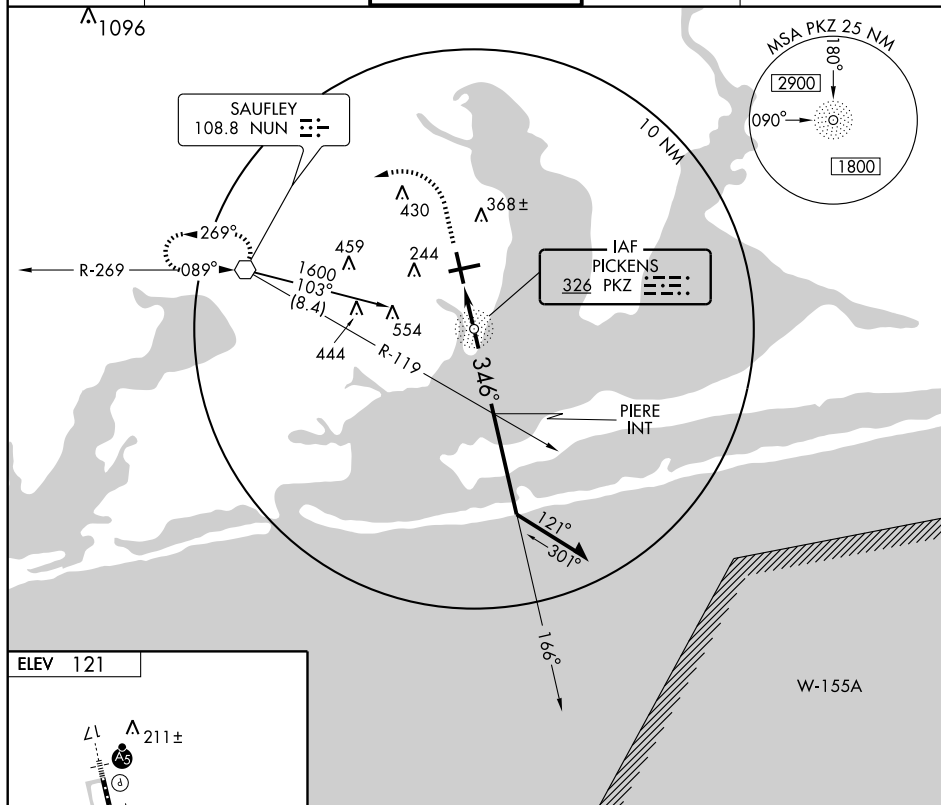 1096
MSA PKZ 25 NM
180°
2900
090°
1800
SAUFLEY
108.8 NUN
10 NM
430
368±
269°
R-269
089°
459
244
1600
103°
(8.4)
554
444
R-119
IAF
PICKENS
326 PKZ
346°
PIERE
INT
121°
301°
166°
W-155A
ELEV 121
17
211±
A5
P